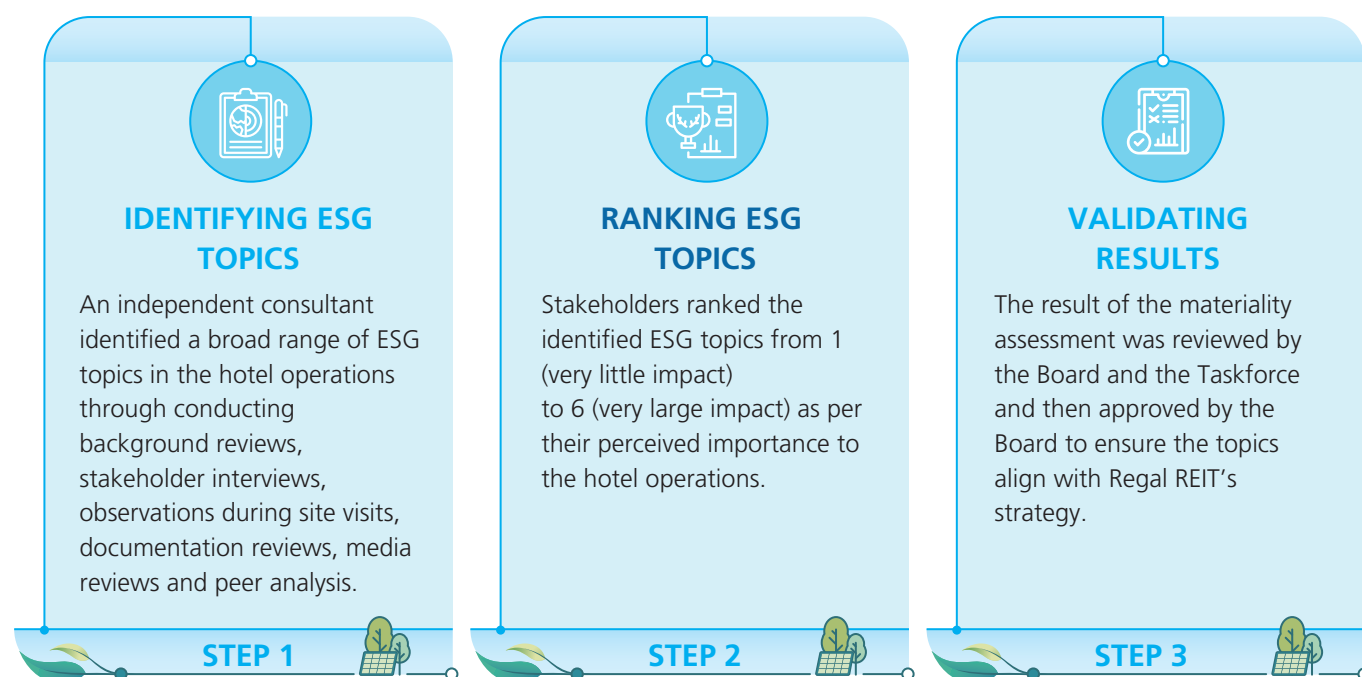 IDENTIFYING ESG
TOPICS
An independent consultant
identified a broad range of ESG
topics in the hotel operations
through conducting
background reviews,
stakeholder interviews,
observations during site visits,
documentation reviews, media
reviews and peer analysis.
STEP 1
RANKING ESG
TOPICS
Stakeholders ranked the
identified ESG topics from 1
(very little impact)
to 6 (very large impact) as per
their perceived importance to
the hotel operations.
STEP 2
VALIDATING
RESULTS
The result of the materiality
assessment was reviewed by
the Board and the Taskforce
and then approved by the
Board to ensure the topics
align with Regal REIT’s
strategy.
STEP 3